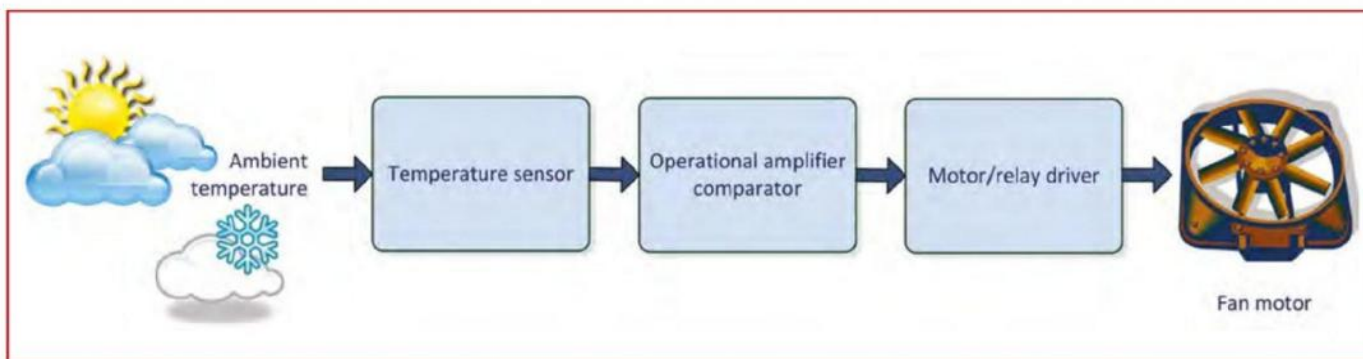 Ambient
temperature
Temperature sensor
Operational amplifier
comparator
Motor/relay driver
Fan motor